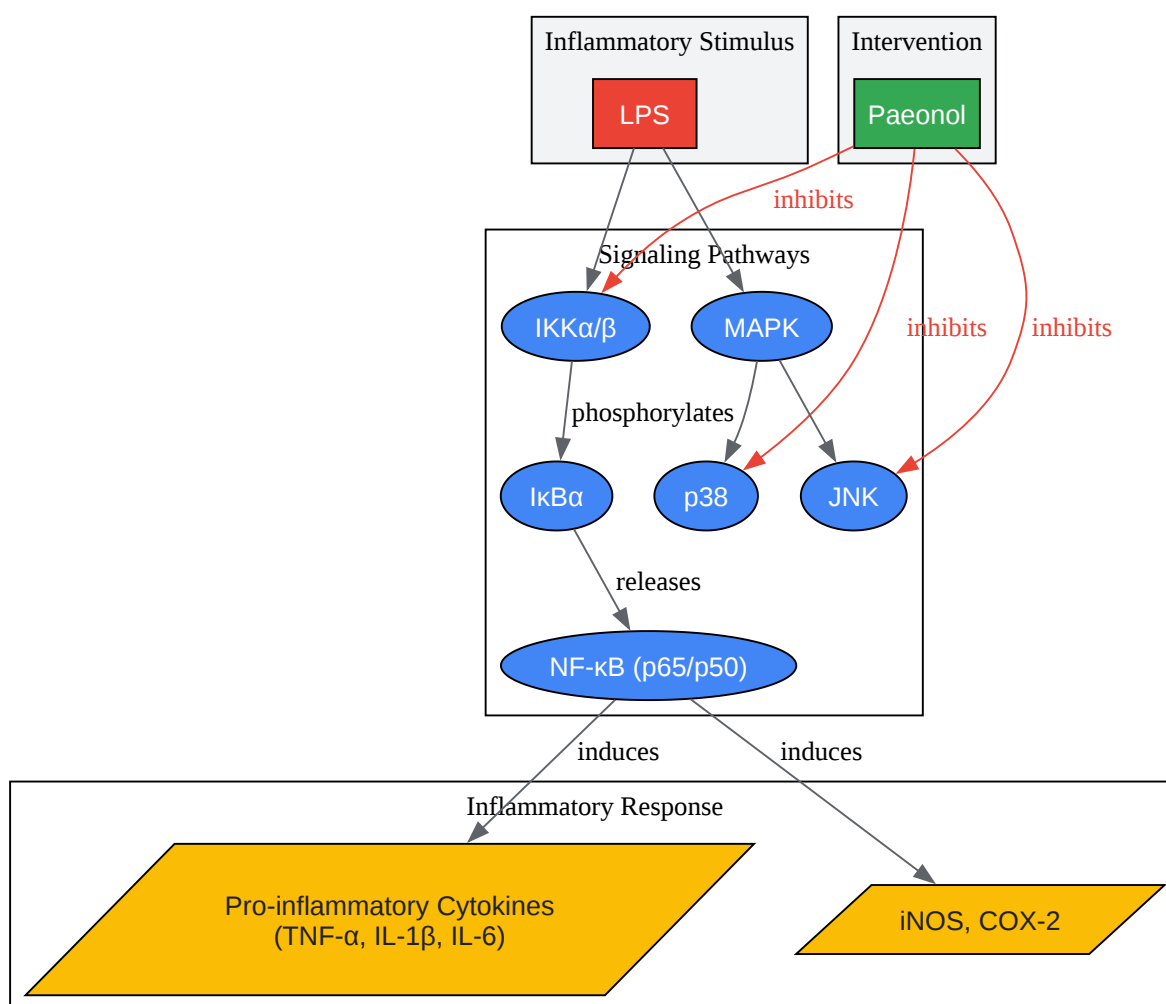 Inflammatory Stimulus
Intervention
LPS
Paeonol
inhibits
Signaling Pathways
IKKα/β
MAPK
inhibits
inhibits
phosphorylates
IκBα
p38
JNK
releases
NF-κB (p65/p50)
induces
induces
Inflammatory Response
Pro-inflammatory Cytokines
(TNF-α, IL-1β, IL-6)
iNOS, COX-2